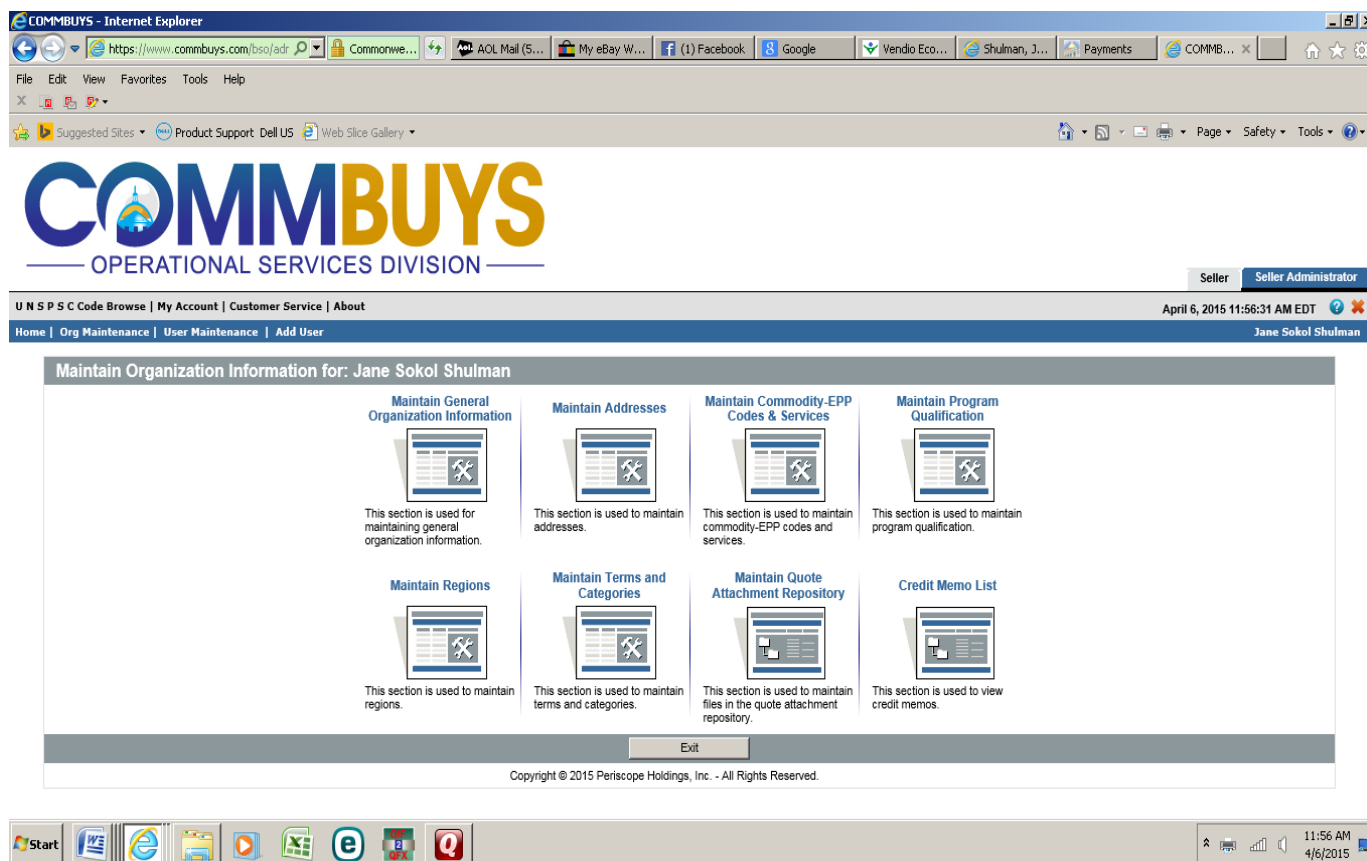 COMMBUYS - Internet Explorer
https://www.commbuys.com/bso/adr
Commonwe...
AOL Mail (5...
My eBay W...
(1) Facebook
Google
Vendio Eco...
Shulman, J...
Payments
COMMB...
File Edit View Favorites Tools Help
Suggested Sites
Product Support Dell US
Web Slice Gallery
Page Safety Tools
COMMBUYS
OPERATIONAL SERVICES DIVISION
Seller
Seller Administrator
U N S P S C Code Browse | My Account | Customer Service | About
April 6, 2015 11:56:31 AM EDT
Home | Org Maintenance | User Maintenance | Add User
Jane Sokol Shulman
Maintain Organization Information for: Jane Sokol Shulman
Maintain General
Organization Information
This section is used for
maintaining general
organization information.
Maintain Addresses
This section is used to maintain
addresses.
Maintain Commodity-EPP
Codes & Services
This section is used to maintain
commodity-EPP codes and
services.
Maintain Program
Qualification
This section is used to maintain
program qualification.
Maintain Regions
This section is used to maintain
regions.
Maintain Terms and
Categories
This section is used to maintain
terms and categories.
Maintain Quote
Attachment Repository
This section is used to maintain
files in the quote attachment
repository.
Credit Memo List
This section is used to view
credit memos.
Exit
Copyright © 2015 Periscope Holdings, Inc. - All Rights Reserved.
Start
11:56 AM
4/6/2015